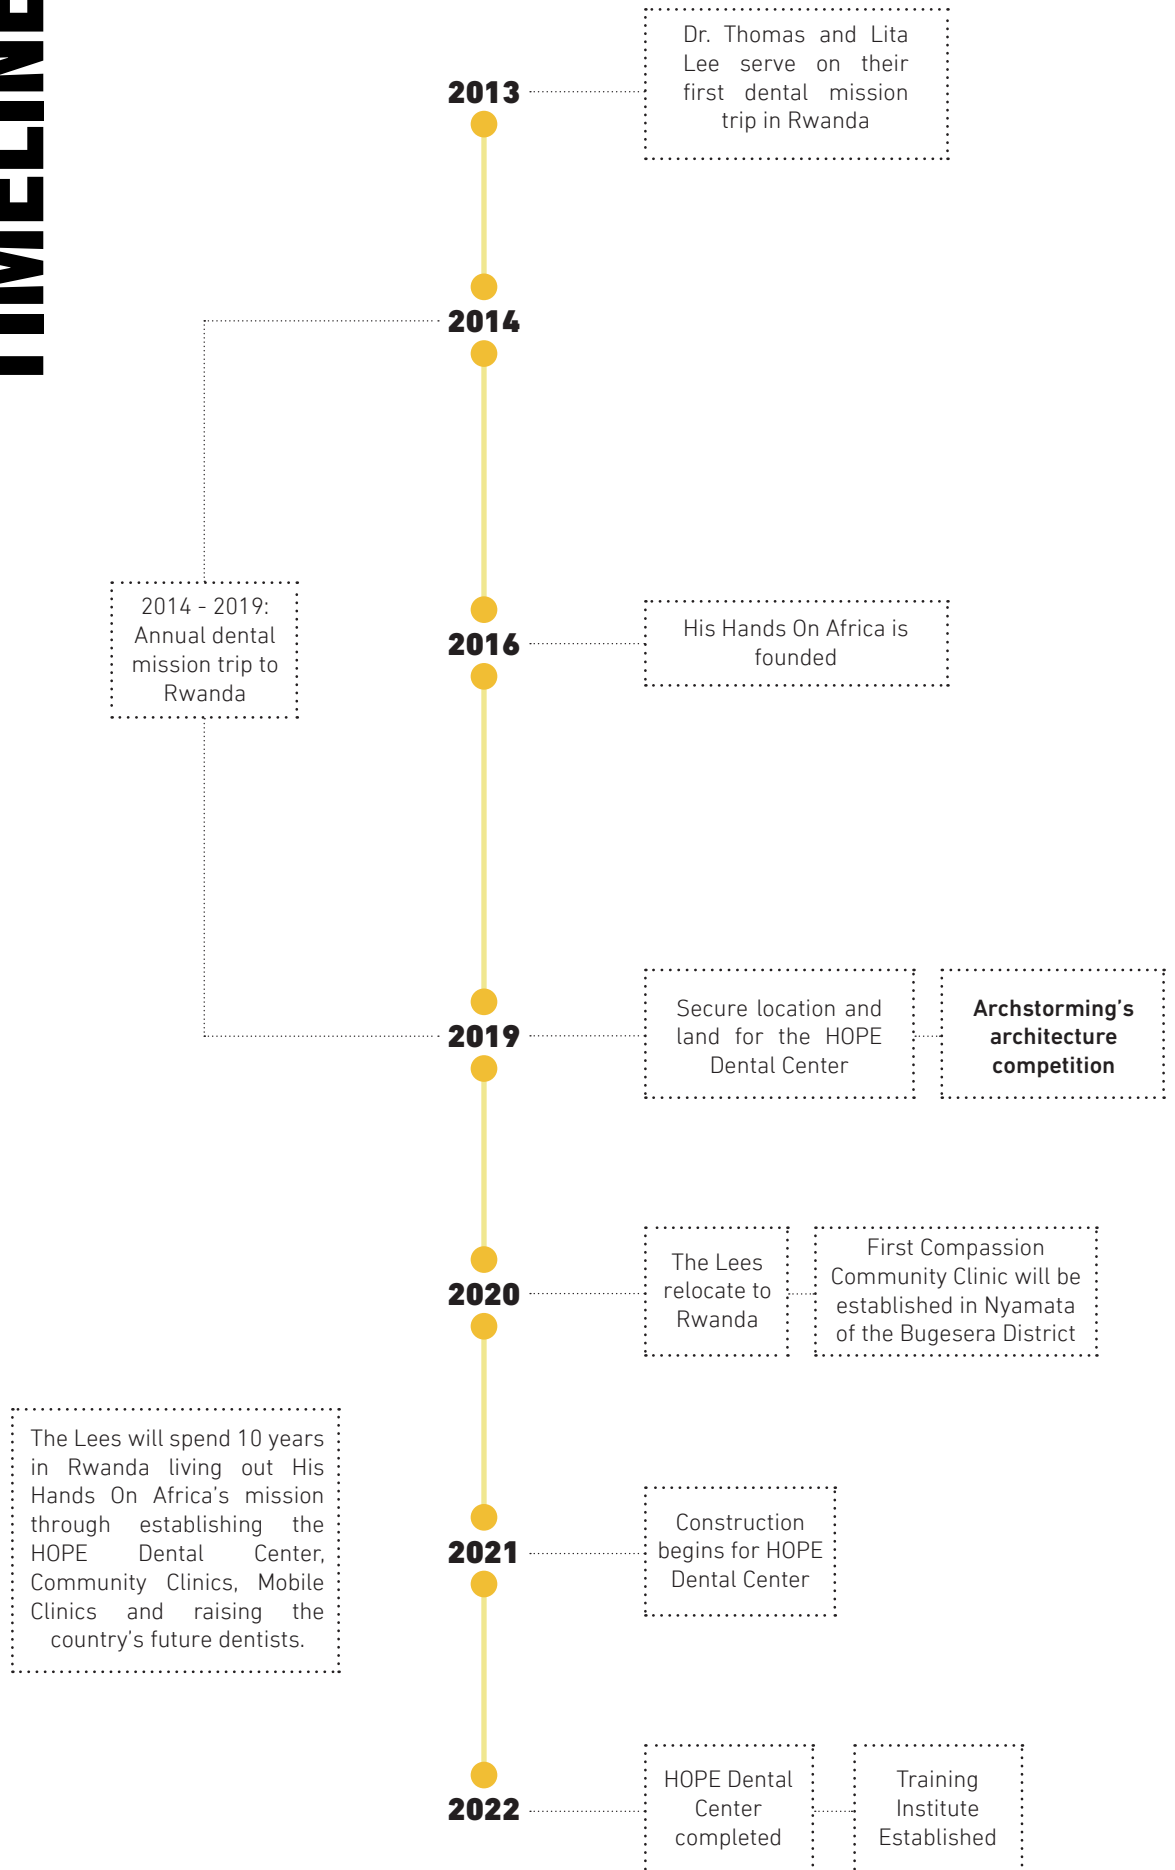 TIMELINE
2013
Dr. Thomas and Lita
Lee serve on their
first dental mission
trip in Rwanda
2014
2014 - 2019:
Annual dental
mission trip to
Rwanda
2016
His Hands On Africa is
founded
2019
Secure location and
land for the HOPE
Dental Center
Archstorming's
architecture
competition
2020
The Lees
relocate to
Rwanda
First Compassion
Community Clinic will be
established in Nyamata
of the Bugesera District
The Lees will spend 10 years
in Rwanda living out His
Hands On Africa's mission
through establishing the
HOPE Dental Center,
Community Clinics, Mobile
Clinics and raising the
country's future dentists.
2021
Construction
begins for HOPE
Dental Center
2022
HOPE Dental
Center
completed
Training
Institute
Established